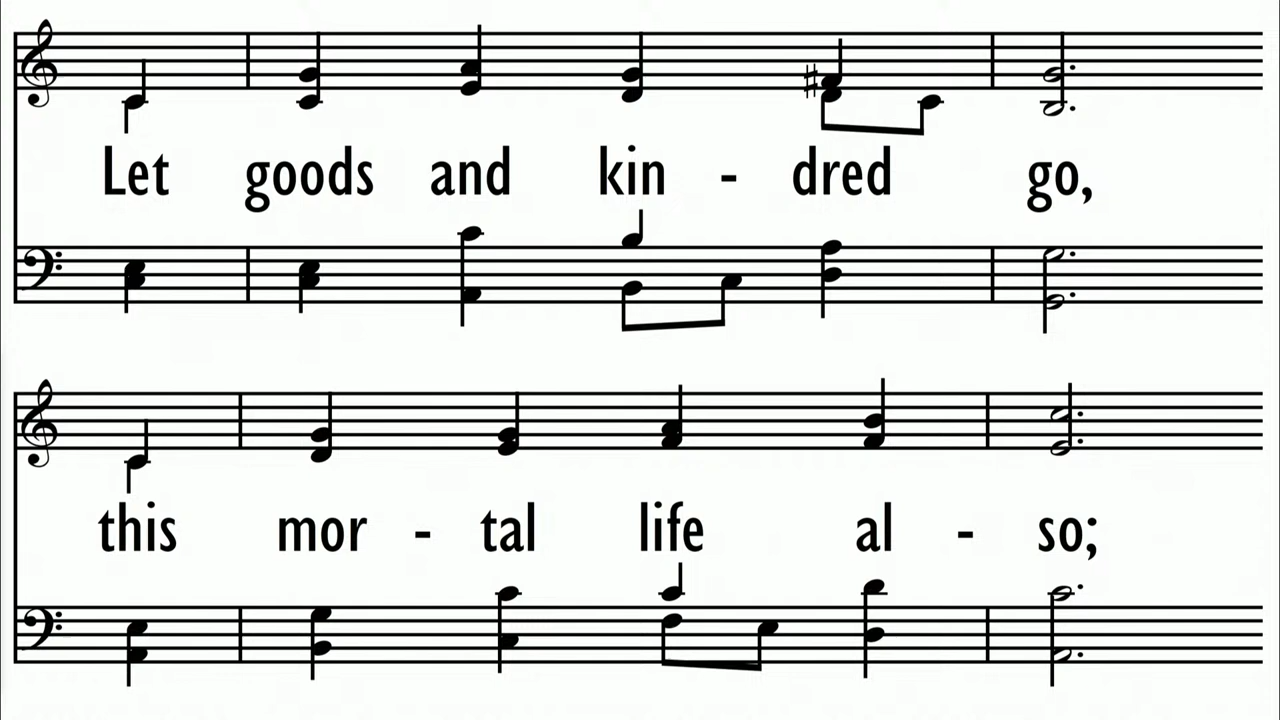 Let goods and kin - dred go,
this mor - tal life al - so;